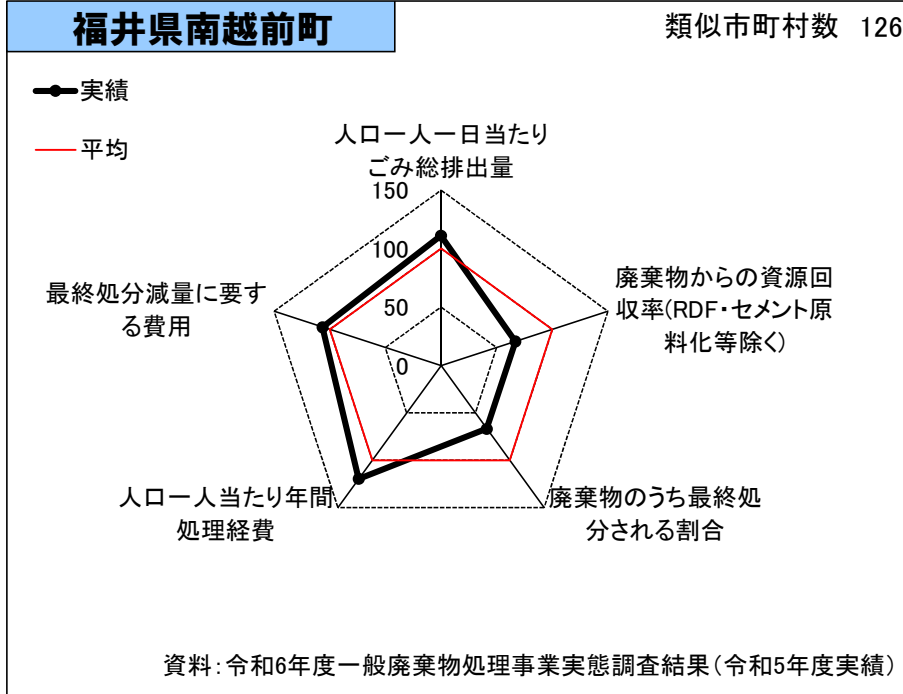 福井県南越前町
類似市町村数 126
実績
平均
人口一人一日当たり
ごみ総排出量
150
100
50
0
廃棄物からの資源回
収率(RDF・セメント原
料化等除く)
最終処分減量に要す
る費用
人口一人当たり年間
処理経費
廃棄物のうち最終処
分される割合
資料:令和6年度一般廃棄物処理事業実態調査結果(令和5年度実績)